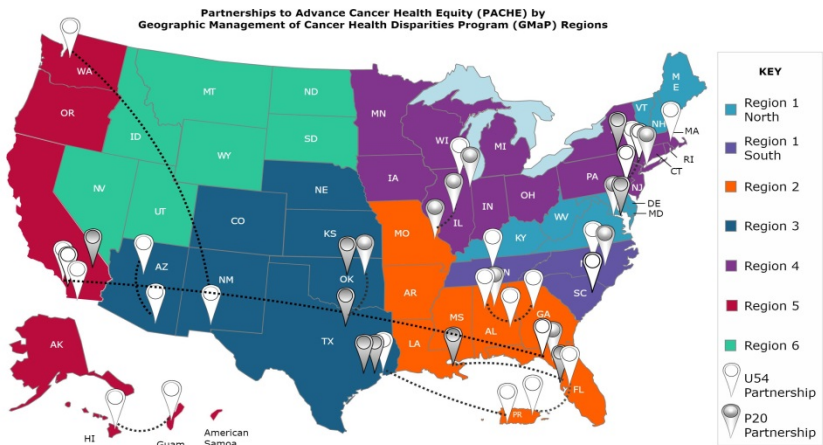 Partnerships to Advance Cancer Health Equity (PACHE) by
Geographic Management of Cancer Health Disparities Program (GMaP) Regions
WA
OR
MT
ID
WY
ND
SD
NV
UT
MN
WI
MI
IA
IL
IN
OH
PA
M
E
VT
NH
MA
RI
CT
NJ
DE
MD
WV
KY
NE
KS
CO
OK
AZ
NM
TX
MO
AR
LA
MS
AL
GA
FL
PR
SC
AK
HI
Guam
American
Samoa
KEY
Region 1
North
Region 1
South
Region 2
Region 3
Region 4
Region 5
Region 6
U54
Partnership
P20
Partnership